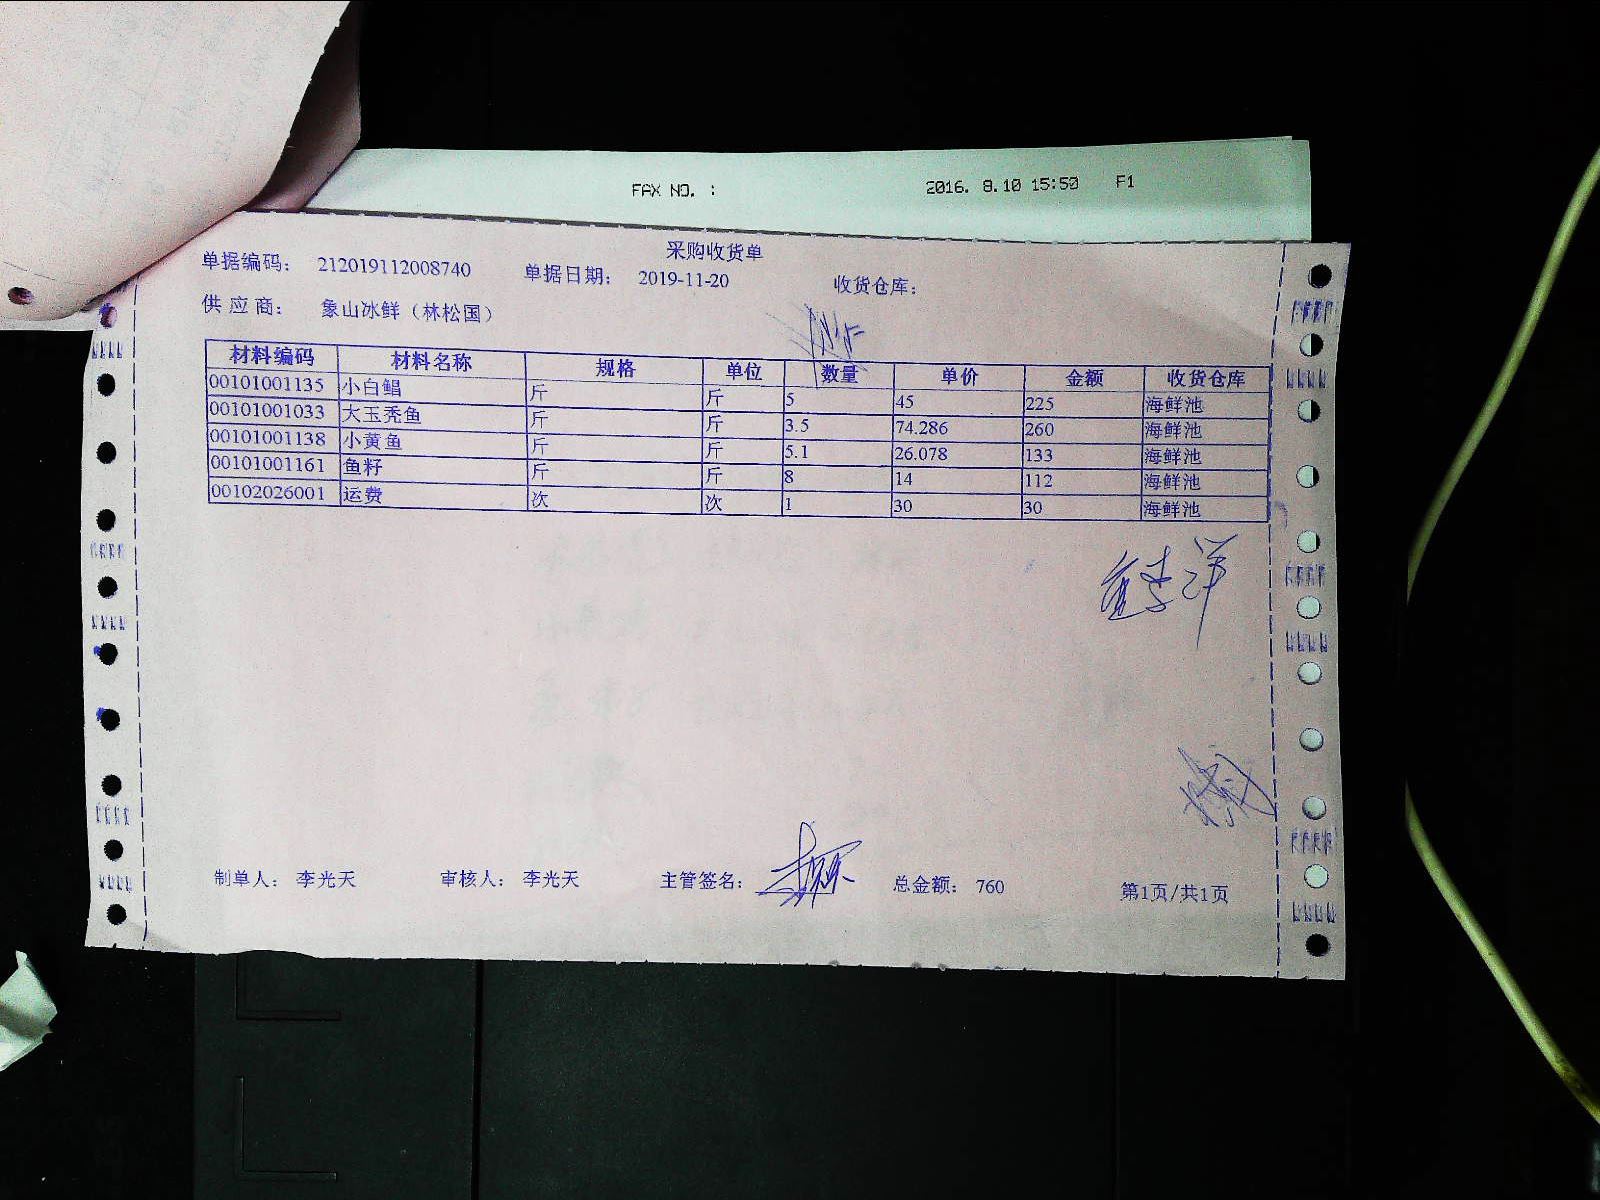 FAX NO. : 2016. 8.10 15:50 F1
采购收货单
单据编码： 212019112008740 单据日期： 2019-11-20 收货仓库：
供 应 商： 象山冰鲜（林松国）
材料编码 材料名称 规格 单位 数量 单价 金额 收货仓库
00101001135 小白鲳 斤 斤 5 45 225 海鲜池
00101001033 大玉秃鱼 斤 斤 3.5 74.286 260 海鲜池
00101001138 小黄鱼 斤 斤 5.1 26.078 133 海鲜池
00101001161 鱼籽 斤 斤 8 14 112 海鲜池
00102026001 运费 次 次 1 30 30 海鲜池
制单人： 李光天 审核人： 李光天 主管签名： 总金额： 760 第1页/共1页